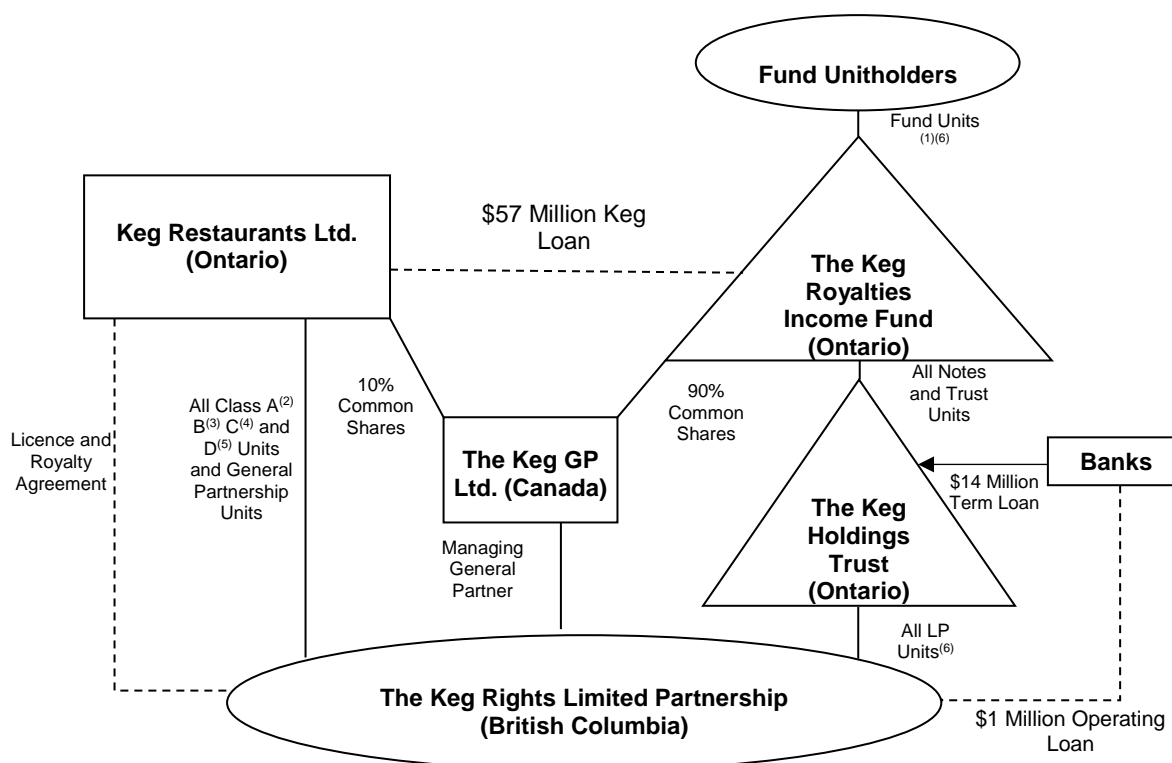 Fund Unitholders
Fund Units
(1)(6)
Keg Restaurants Ltd.
(Ontario)
$57 Million Keg
Loan
The Keg
Royalties
Income Fund
(Ontario)
All Notes
and Trust
Units
10%
Common
Shares
90%
Common
Shares
All Class A(2)
B(3) C(4) and
D(5) Units
and General
Partnership
Units
Licence and
Royalty
Agreement
The Keg GP
Ltd. (Canada)
Banks
$14 Million
Term Loan
The Keg
Holdings
Trust
(Ontario)
Managing
General
Partner
All LP
Units(6)
The Keg Rights Limited Partnership
(British Columbia)
$1 Million Operating
Loan